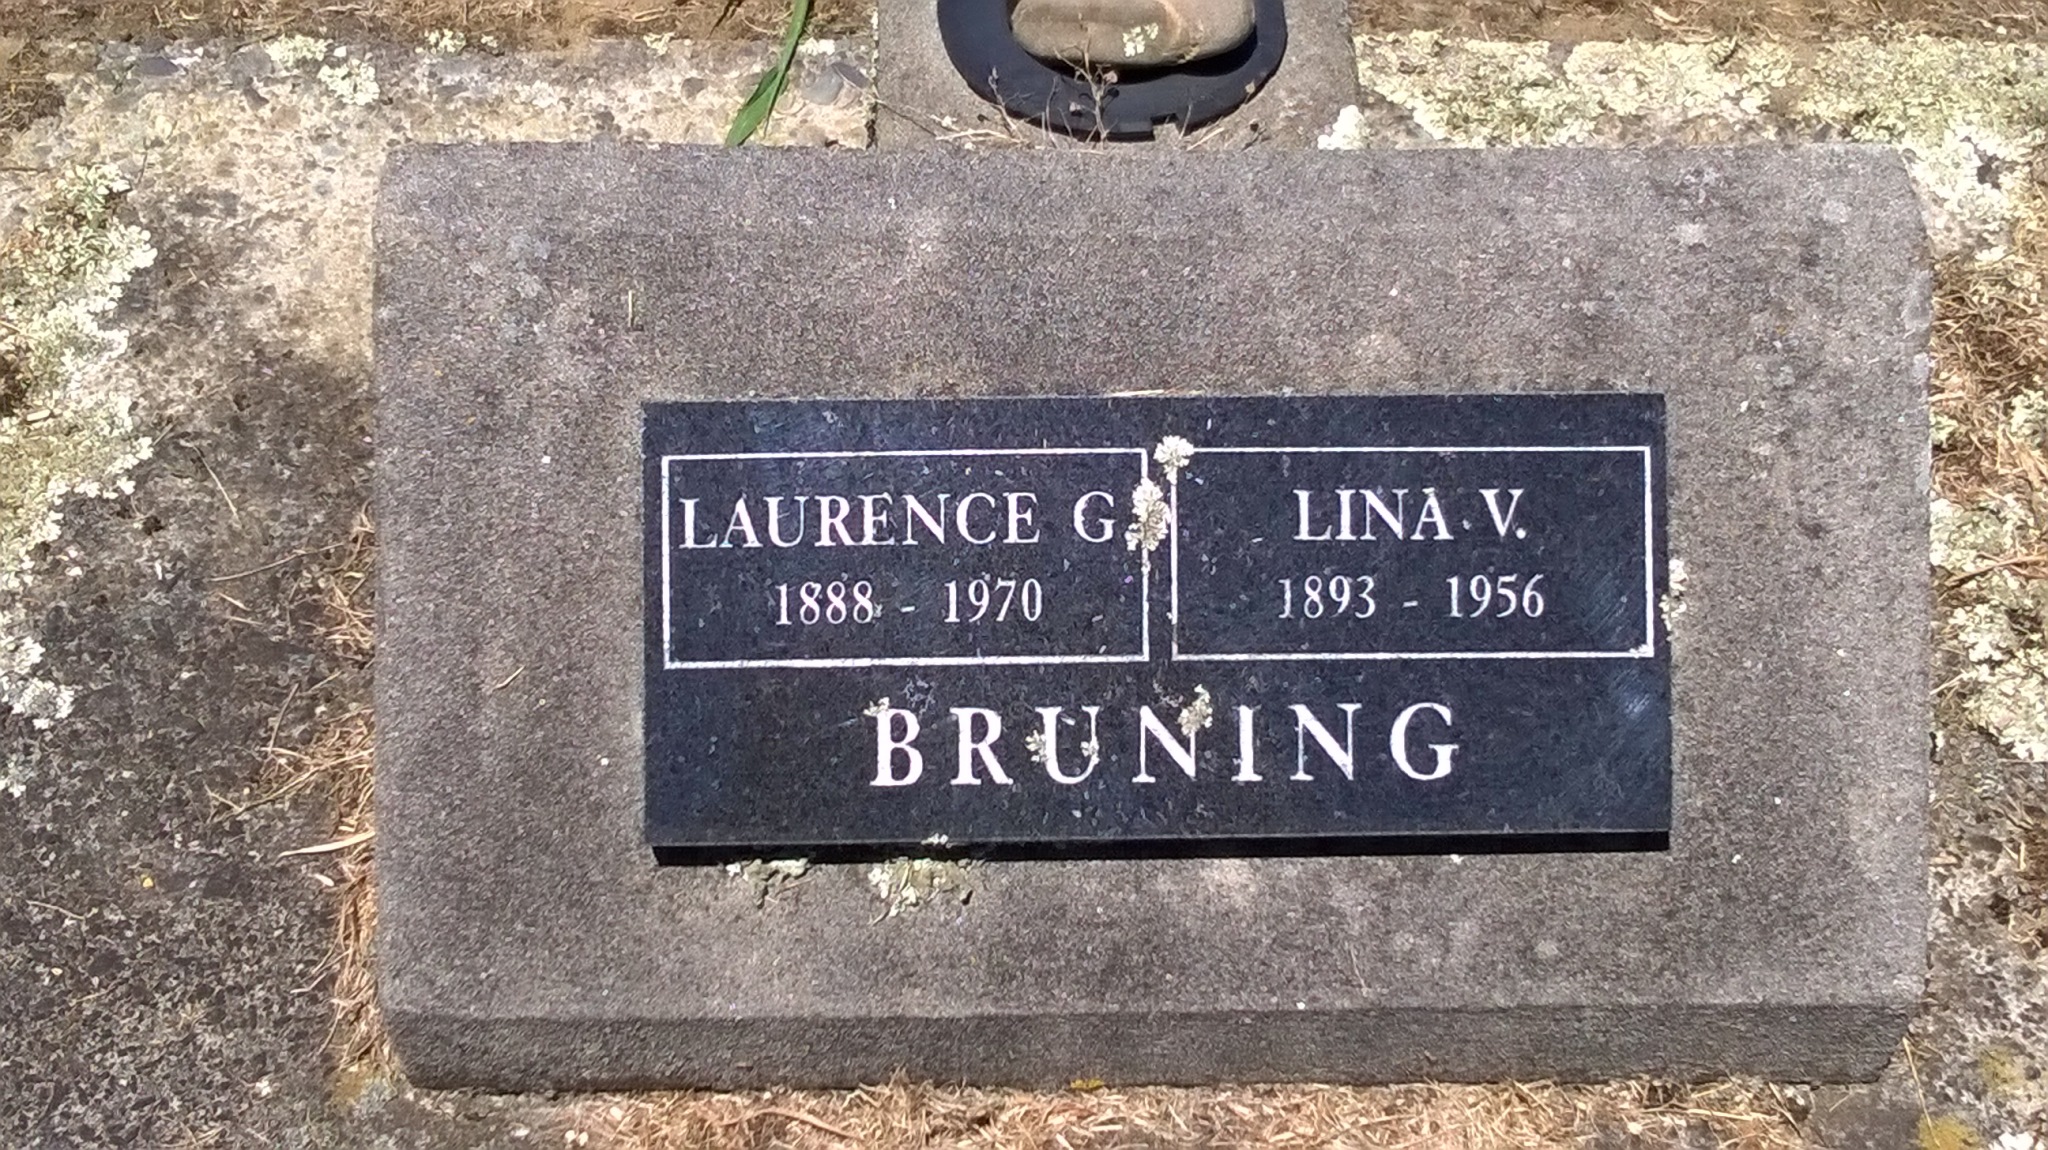 LAURENCE G
1888 - 1970
LINA V.
1893 - 1956
BRUNING